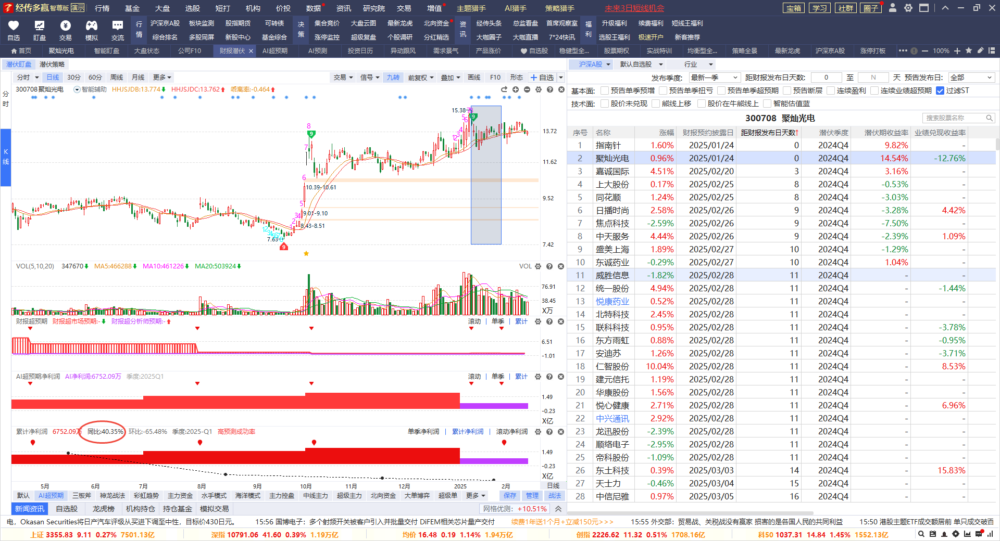 经传多赢 智尊版 演示 行情 基金 大盘 选股 短打 机构 价投 数据 资讯 研究院 交易 增值 主题猎手 AI猎手 策略猎手 未来3日短线机会 宝箱 学习 社群 圈子
自选 盯盘 交易 模拟 交流
行情 沪深京A股 板块监测 股指期货 可转债 决策 集合竞价 大盘云图 最新龙虎 北向资金 资讯 经传头条 总监看盘 首席观察室 福利 升级福利 续费福利 短线王福利
综合排名 多股同屏 新股中心 基金综合 涨停监控 超级复盘 个股调研 分红精选 大咖圈子 大咖直播 7*24快讯 选股王福利 极速开户 新客推荐
首页 聚灿光电 智能盯盘 大盘状态 公司F10 财报潜伏 AI超预期 AI预测 投资日历 异动跟风 需求景气 产品涨价 自选股 稳健型全... 股票期权 实战特训 均衡型全... 策略全景 最新龙虎 沪深京A股 涨停打板 100%
潜伏盯盘 潜伏策略
分时 日线 30分 60分 周线 月线 更多 交易 信号 九转 前复权 叠加 画线 F10 形态 自选
分时
K线
300708 聚灿光电 智能辅助 HHJSJDB:13.774 HHJSJDC:13.762 乖离率:-0.464
15.38
13.72
11.62
9.52
7.42
10.39-10.61
9.01-9.10
8.43-8.51
7.63
VOL(5,10,20) 347670 MA5:466288 MA10:461226 MA20:503924 VOL
76.91
38.45
X万
财报超预期 财报超市场预期:- 财报超分析师预期:- 滚动 单季 累计
6.51
-1.01
AI超预期净利润 AI净利润:6752.09万 季度:2025Q1 滚动 单季 累计
1.49
-0.23
X亿
累计净利润 6752.09万 同比:40.35% 环比:-65.48% 季度:2025-Q1 高预测成功率 单季净利润 累计净利润 滚动净利润
1.49
-0.23
X亿
5月 6月 7月 8月 9月 10月 11月 12月 2025 2月 日线
默认 AI超预期 三板斧 神龙战法 彩虹趋势 主力资金 水手模式 海洋模式 主力控盘 中线主力 超级主力 北向资金 大单博弈 超级单 更多 保存 管理 战法
新闻资讯 自选股 龙虎榜 机构持仓 持仓基金 模拟交易 网格优测: +10.51%
沪深A股 默认自选股 行业
发布季度: 最新一季 距财报发布日天数: 0 至 N 天 预告发布日: 全部
基本面: 预告单季预增 预告单季扭亏 预告单季超预期 预告断层 连续盈利 连续业绩超预期 过滤ST
技术面: 股价未兑现 熊线上移 股价在牛熊线上 智能估值蓝
300708 聚灿光电 搜索股票名称
序号 名称 涨幅 财报预约披露日 距财报发布日天数↑ 潜伏季度 潜伏期收益率 业绩兑现收益率
1 指南针 1.60% 2025/01/24 0 2024Q4 9.82% -
2 聚灿光电 0.96% 2025/01/24 0 2024Q4 14.54% -12.76%
3 嘉诚国际 4.51% 2025/02/20 3 2024Q4 3.16% -
4 上大股份 0.17% 2025/02/25 8 2024Q4 -0.53% -
5 同花顺 1.24% 2025/02/25 8 2024Q4 -3.03% -
6 日播时尚 2.58% 2025/02/26 9 2024Q4 -3.28% 4.42%
7 焦点科技 -2.59% 2025/02/26 9 2024Q4 -7.50% -
8 中天服务 4.44% 2025/02/26 9 2024Q4 -2.39% 1.09%
9 盛美上海 1.89% 2025/02/27 10 2024Q4 -1.29% -
10 东诚药业 -0.29% 2025/02/27 10 2024Q4 1.04% -
11 威胜信息 -1.82% 2025/02/28 11 2024Q4 - -
12 统一股份 4.94% 2025/02/28 11 2024Q4 - -1.44%
13 悦康药业 0.52% 2025/02/28 11 2024Q4 - -
14 北特科技 2.45% 2025/02/28 11 2024Q4 - -
15 联科科技 0.95% 2025/02/28 11 2024Q4 - -3.78%
16 东方雨虹 0.88% 2025/02/28 11 2024Q4 - -0.95%
17 安迪苏 1.26% 2025/02/28 11 2024Q4 - -3.71%
18 仁智股份 10.04% 2025/02/28 11 2024Q4 - 8.53%
19 建元信托 1.19% 2025/02/28 11 2024Q4 - -
20 华康股份 1.56% 2025/02/28 11 2024Q4 - -
21 悦心健康 2.71% 2025/02/28 11 2024Q4 - 6.96%
22 中兴通讯 2.92% 2025/02/28 11 2024Q4 - -
23 龙迅股份 -2.39% 2025/02/28 11 2024Q4 - -
24 顺络电子 -2.95% 2025/02/28 11 2024Q4 - -
25 帝科股份 -1.09% 2025/02/28 11 2024Q4 - -
26 东土科技 0.39% 2025/03/03 14 2024Q4 - 15.83%
27 天士力 -0.46% 2025/03/04 15 2024Q4 - -
28 中信尼雅 0.97% 2025/03/05 16 2024Q4 - -
电，Okasan Securities将日产汽车评级从买进下调至中性，目标价430日元。 15:56 国博电子：多个射频开关被客户引入并批量交付 DiFEM相关芯片量产交付 续费1年送1个月+立减150元>>> 15:55 外交部：贸易战、关税战没有赢家 损害的是各国人民的共同利益 15:50 港股主题ETF成交额居前 单只成交破百
上证 3355.83 9.11 0.27% 7501.13亿 深指 10791.06 41.60 0.39% 1.19万亿 均价 16.48 0.19 1.14% 1.94万亿 创指 2226.62 11.32 0.51% 1708.16亿 科50 1037.31 14.84 1.45% 1552.13亿